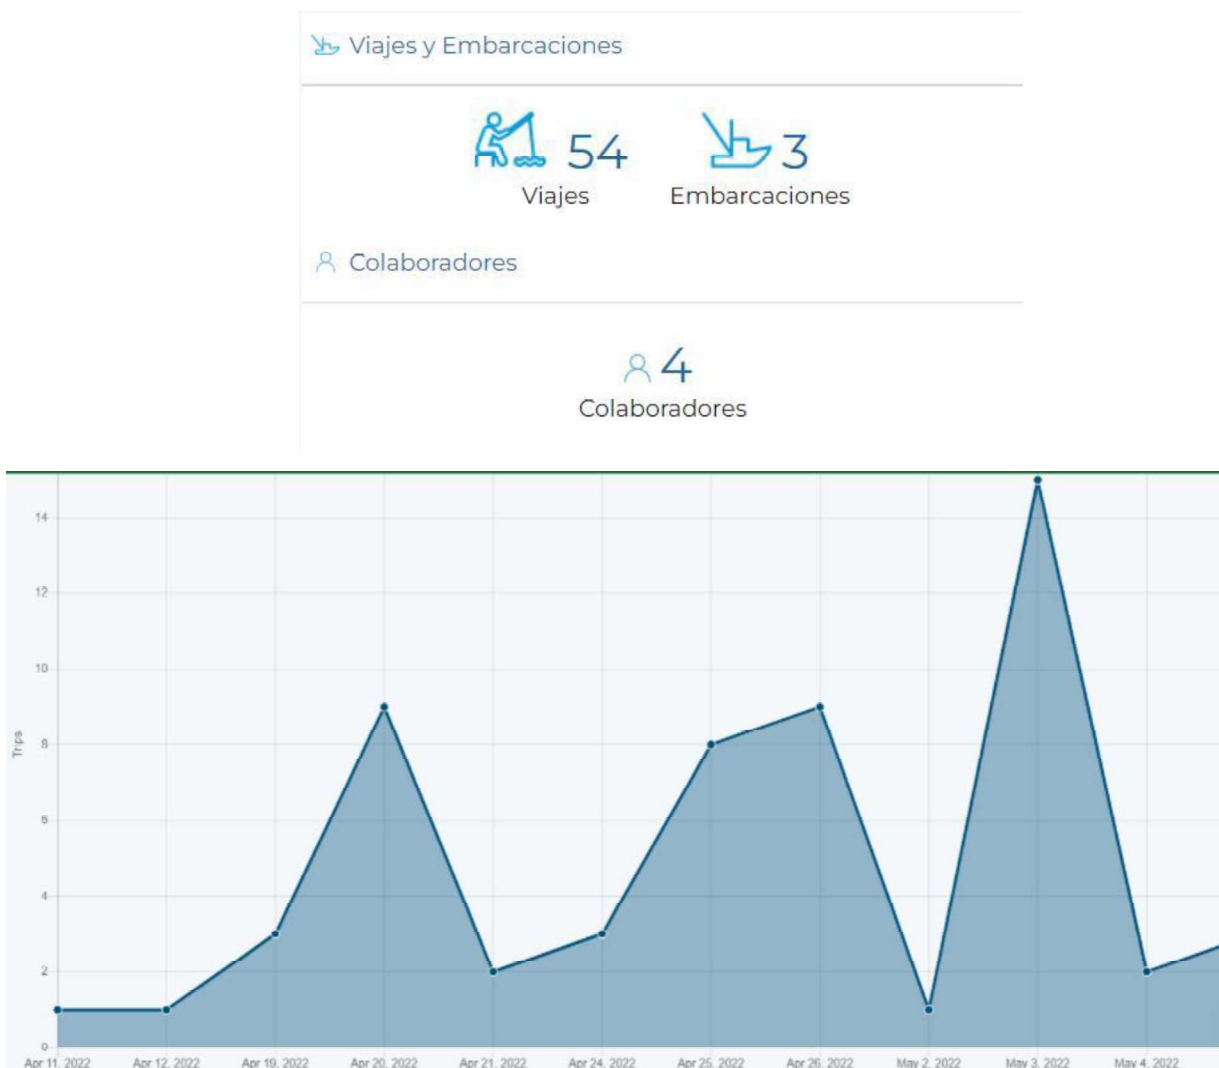 Viajes y Embarcaciones
54 3
Viajes Embarcaciones
Colaboradores
4
Colaboradores
14
12
10
8
6
4
2
0
Trips
Apr 11, 2022 Apr 12, 2022 Apr 19, 2022 Apr 20, 2022 Apr 21, 2022 Apr 24, 2022 Apr 25, 2022 Apr 26, 2022 May 2, 2022 May 3, 2022 May 4, 2022